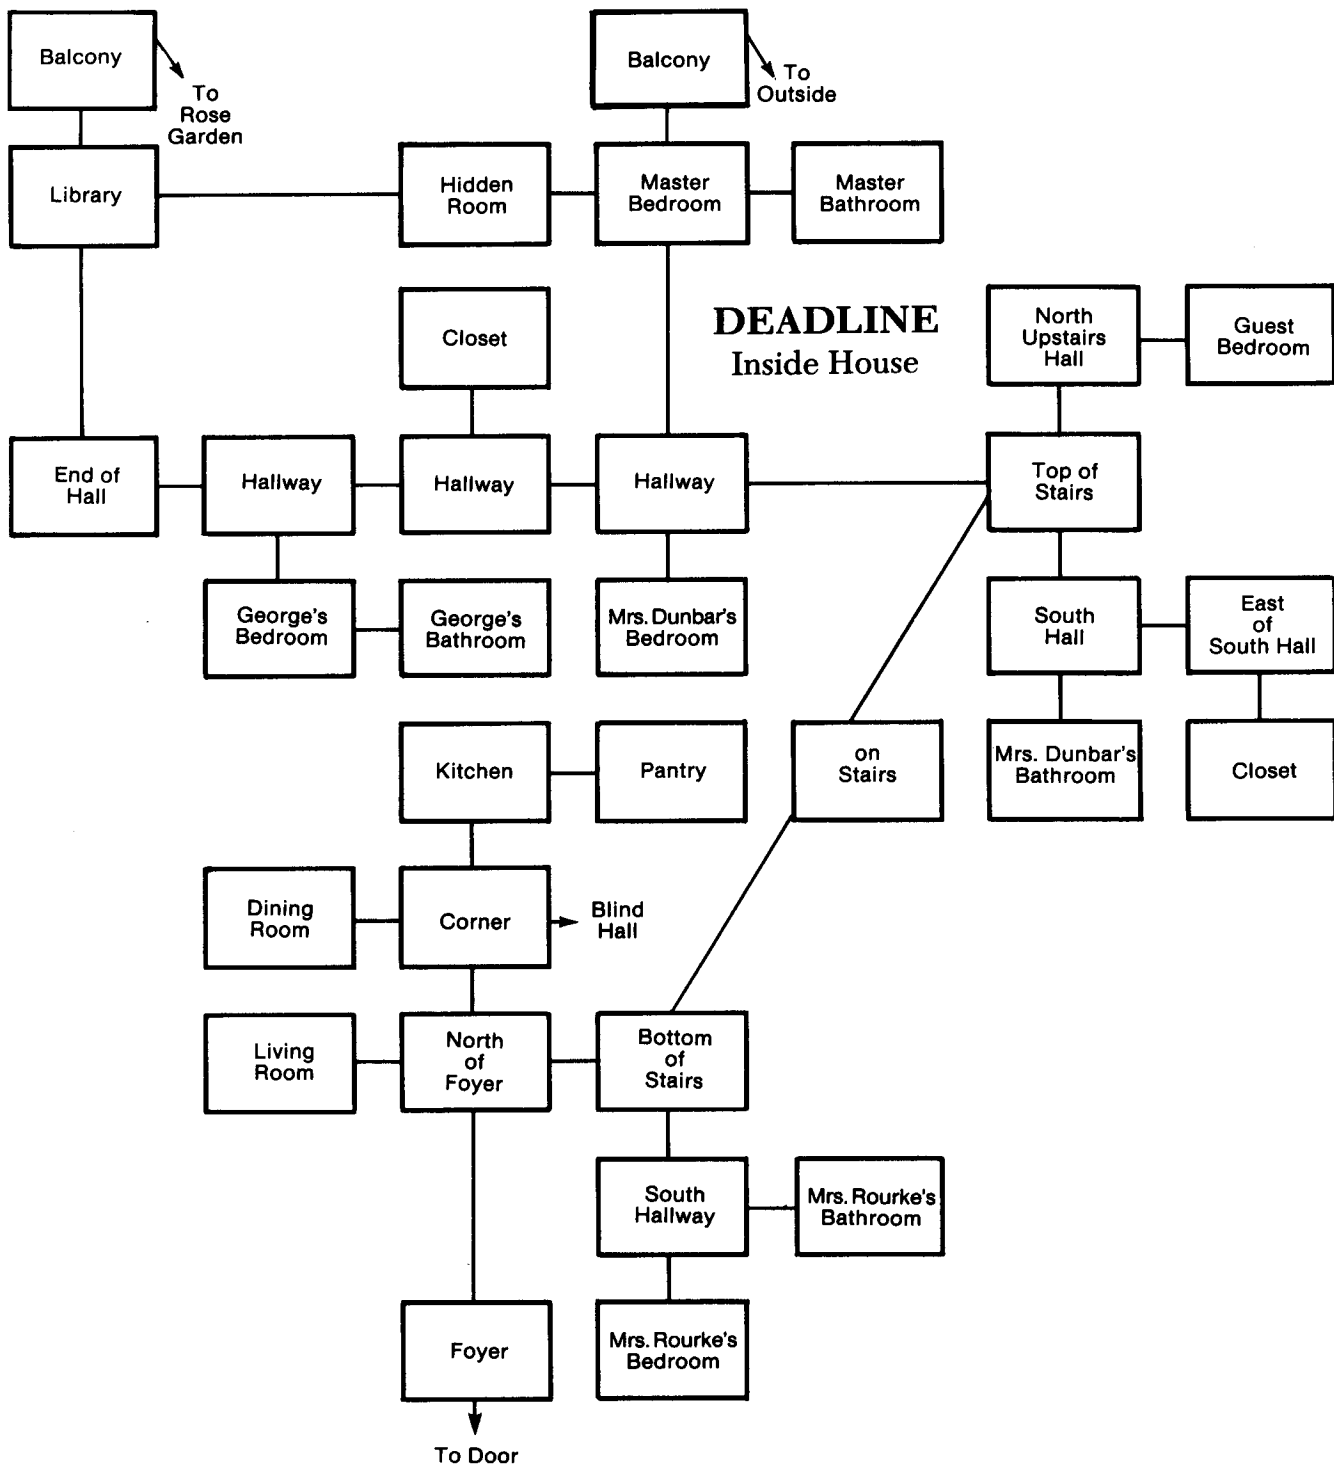 Balcony
To
Rose
Garden
Balcony
To
Outside
Library
Hidden
Room
Master
Bedroom
Master
Bathroom
Closet
DEADLINE
Inside House
North
Upstairs
Hall
Guest
Bedroom
End of
Hall
Hallway
Hallway
Hallway
Top of
Stairs
George's
Bedroom
George's
Bathroom
Mrs. Dunbar's
Bedroom
South
Hall
East
of
South Hall
Kitchen
Pantry
on
Stairs
Mrs. Dunbar's
Bathroom
Closet
Dining
Room
Corner
Blind
Hall
Living
Room
North
of
Foyer
Bottom
of
Stairs
South
Hallway
Mrs. Rourke's
Bathroom
Foyer
Mrs. Rourke's
Bedroom
To Door